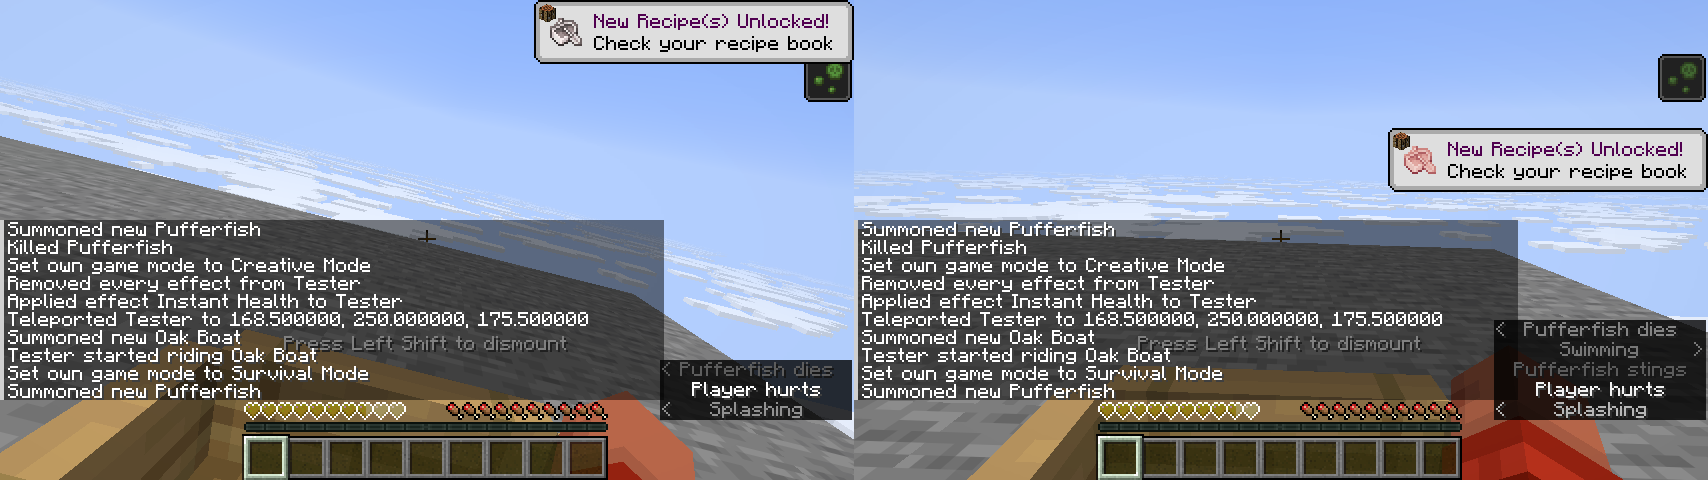 New Recipe(s) Unlocked!
Check your recipe book
Summoned new Pufferfish
Killed Pufferfish
Set own game mode to Creative Mode
Removed every effect from Tester
Applied effect Instant Health to Tester
Teleported Tester to 168.500000, 250.000000, 175.500000
Summoned new Oak Boat
Press Left Shift to dismount
Tester started riding Oak Boat
Set own game mode to Survival Mode
Summoned new Pufferfish
< Pufferfish dies
Player hurts
< Splashing
New Recipe(s) Unlocked!
Check your recipe book
Summoned new Pufferfish
Killed Pufferfish
Set own game mode to Creative Mode
Removed every effect from Tester
Applied effect Instant Health to Tester
Teleported Tester to 168.500000, 250.000000, 175.500000
Summoned new Oak Boat
Press Left Shift to dismount
Tester started riding Oak Boat
Set own game mode to Survival Mode
Summoned new Pufferfish
< Pufferfish dies
Swimming >
Pufferfish stings
Player hurts
< Splashing